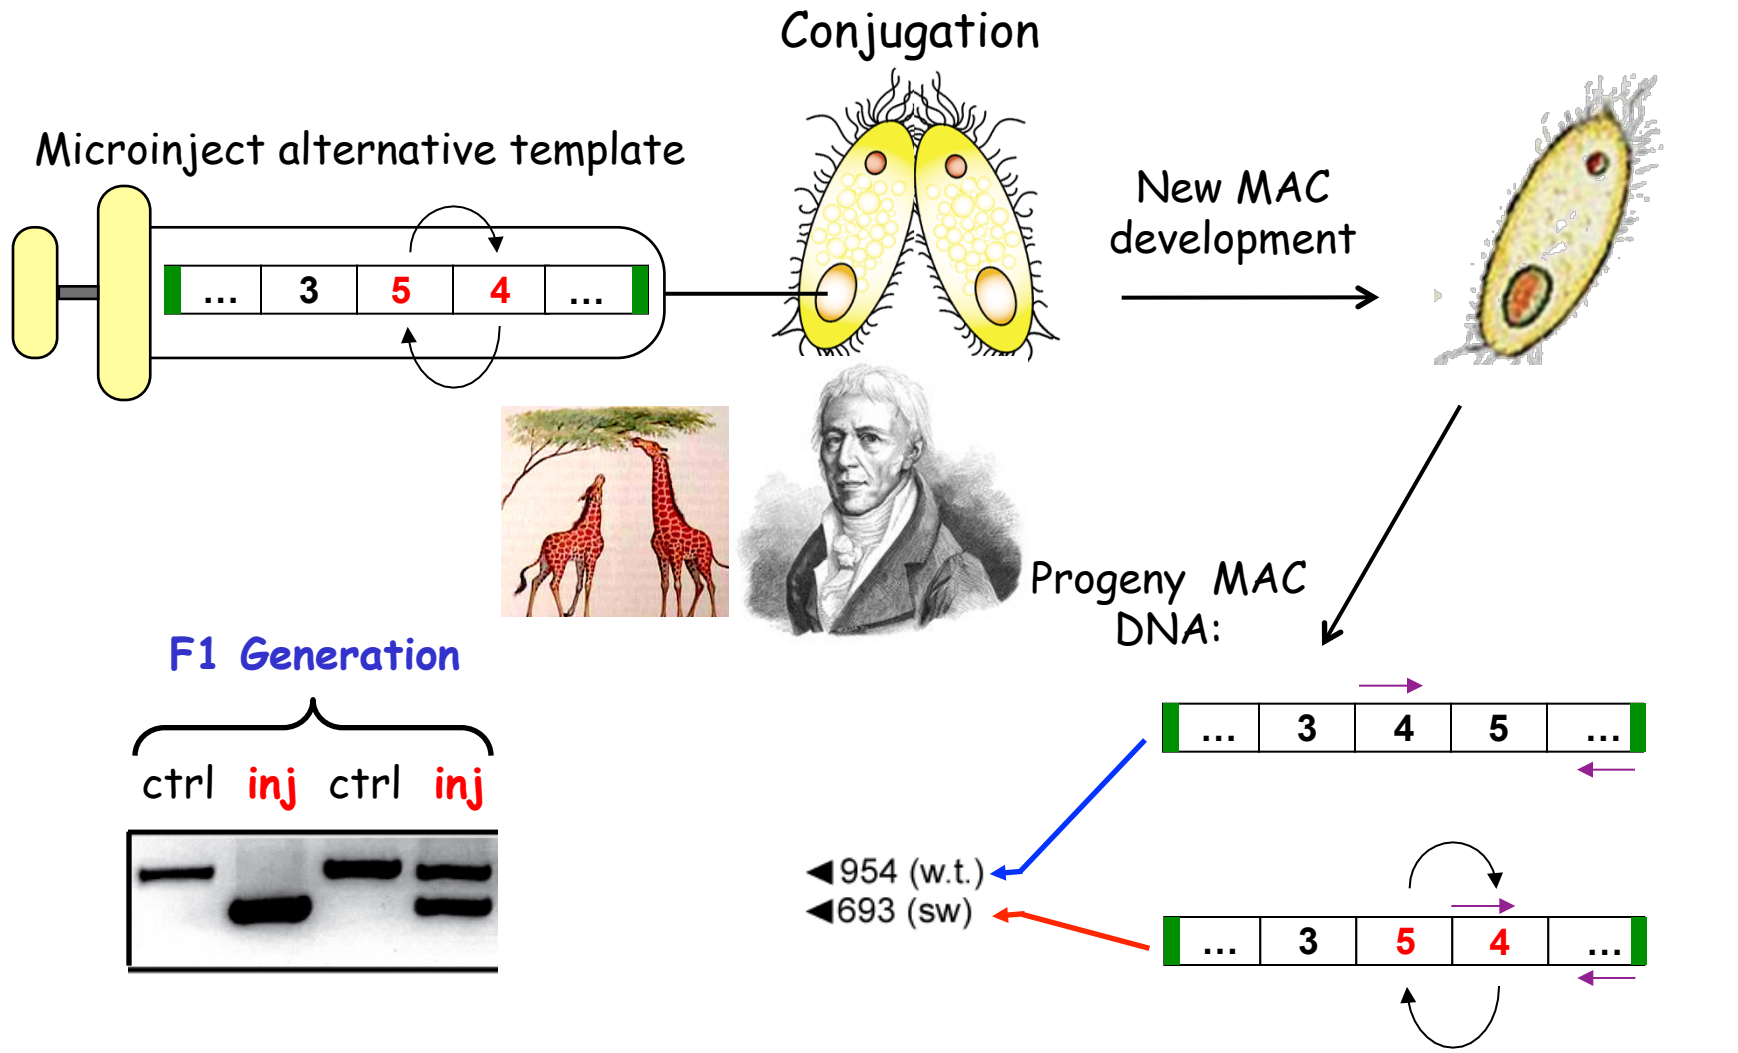 Conjugation
Microinject alternative template
... 3 5 4 ...
New MAC
development
Progeny MAC
DNA:
F1 Generation
ctrl inj ctrl inj
... 3 4 5 ...
954 (w.t.)
693 (sw)
... 3 5 4 ...